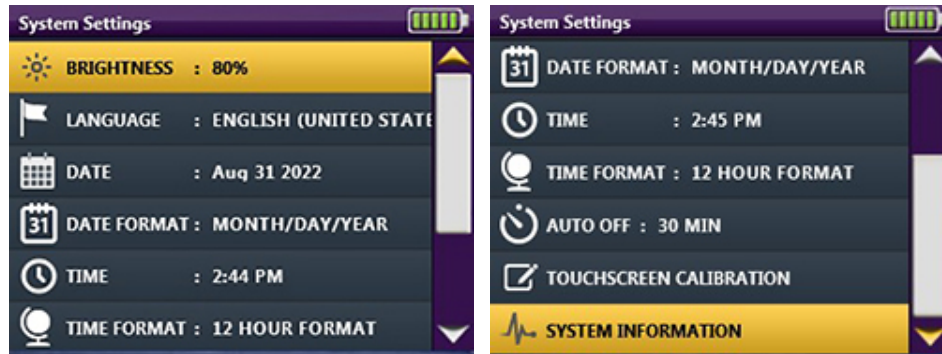 System Settings
BRIGHTNESS : 80%
LANGUAGE : ENGLISH (UNITED STATE
DATE : Aug 31 2022
31 DATE FORMAT : MONTH/DAY/YEAR
TIME : 2:44 PM
TIME FORMAT : 12 HOUR FORMAT
System Settings
31 DATE FORMAT : MONTH/DAY/YEAR
TIME : 2:45 PM
TIME FORMAT : 12 HOUR FORMAT
AUTO OFF : 30 MIN
TOUCHSCREEN CALIBRATION
SYSTEM INFORMATION